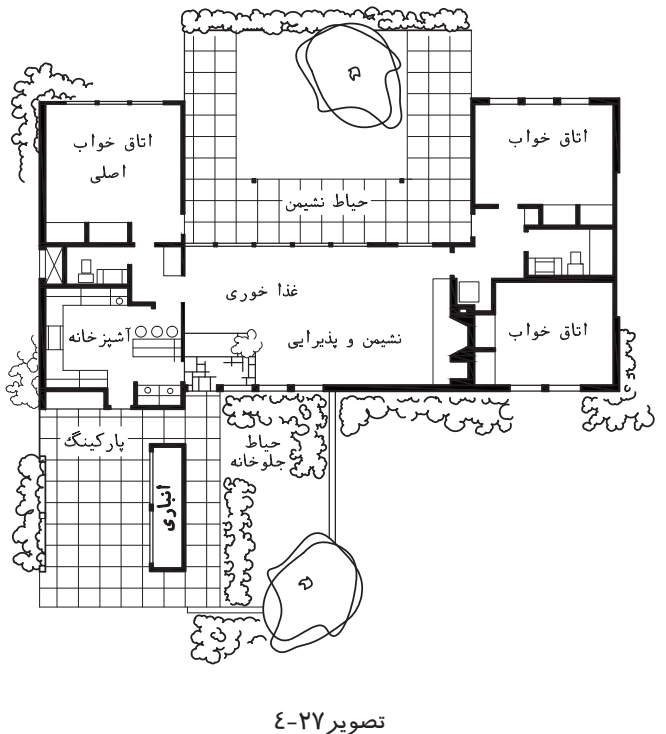 اتاق خواب
اصلی
اتاق خواب
حیاط نشیمن
غذا خوری
نشیمن و پذیرایی
آشپزخانه
اتاق خواب
پارکینگ
حیاط
جلوخانه
انباری
تصویر ٢٧-٤